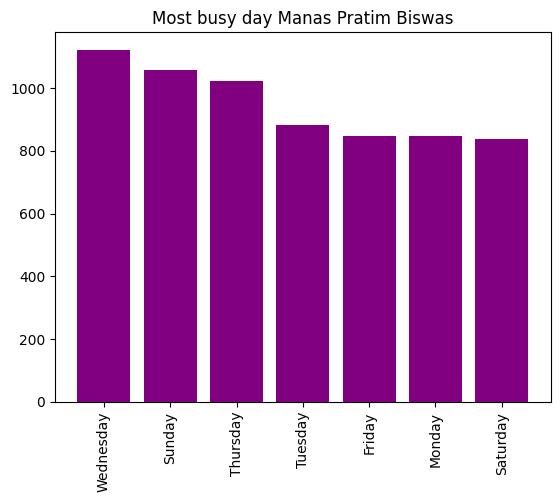 Most busy day Manas Pratim Biswas
1000
800
600
400
200
0
Wednesday
Sunday
Thursday
Tuesday
Friday
Monday
Saturday